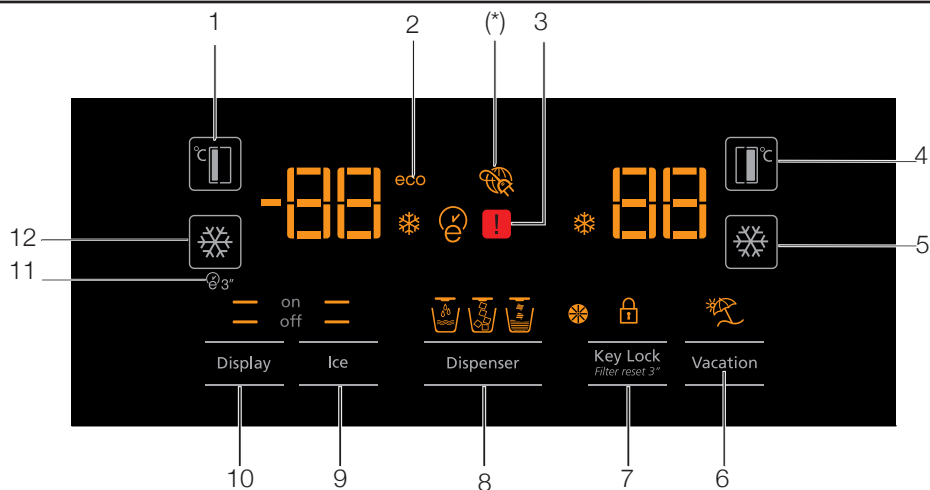 1 2 (*) 3
°C -88 eco 88 °C
4
12 e ! 5
11 e 3"
on
off
Display Ice Dispenser Key Lock Vacation
Filter reset 3"
10 9 8 7 6